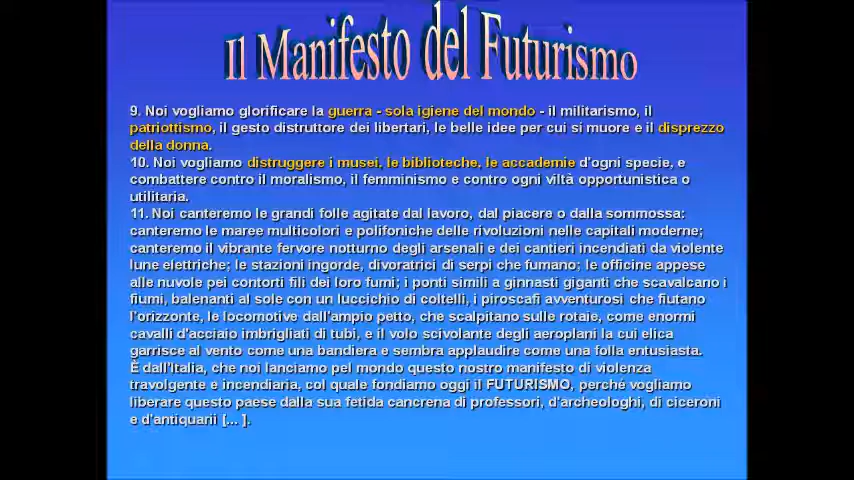 Il Manifesto del Futurismo
9. Noi vogliamo glorificare la guerra - sola igiene del mondo - il militarismo, il
patriottismo, il gesto distruttore dei libertari, le belle idee per cui si muore e il disprezzo
della donna.
10. Noi vogliamo distruggere i musei, le biblioteche, le accademie d'ogni specie, e
combattere contro il moralismo, il femminismo e contro ogni viltà opportunistica o
utilitaria.
11. Noi canteremo le grandi folle agitate dal lavoro, dal piacere o dalla sommossa:
canteremo le maree multicolori e polifoniche delle rivoluzioni nelle capitali moderne;
canteremo il vibrante fervore notturno degli arsenali e dei cantieri incendiati da violente
lune elettriche; le stazioni ingorde, divoratrici di serpi che fumano; le officine appese
alle nuvole pei contorti fili dei loro fumi; i ponti simili a ginnasti giganti che scavalcano i
fiumi, balenanti al sole con un luccichio di coltelli, i piroscafi avventurosi che fiutano
l'orizzonte, le locomotive dall'ampio petto, che scalpitano sulle rotaie, come enormi
cavalli d'acciaio imbrigliati di tubi, e il volo scivolante degli aeroplani la cui elica
garrisce al vento come una bandiera e sembra applaudire come una folla entusiasta.
È dall'Italia, che noi lanciamo pel mondo questo nostro manifesto di violenza
travolgente e incendiaria, col quale fondiamo oggi il FUTURISMO, perché vogliamo
liberare questo paese dalla sua fetida cancrena di professori, d'archeologhi, di ciceroni
e d'antiquarii [... ].